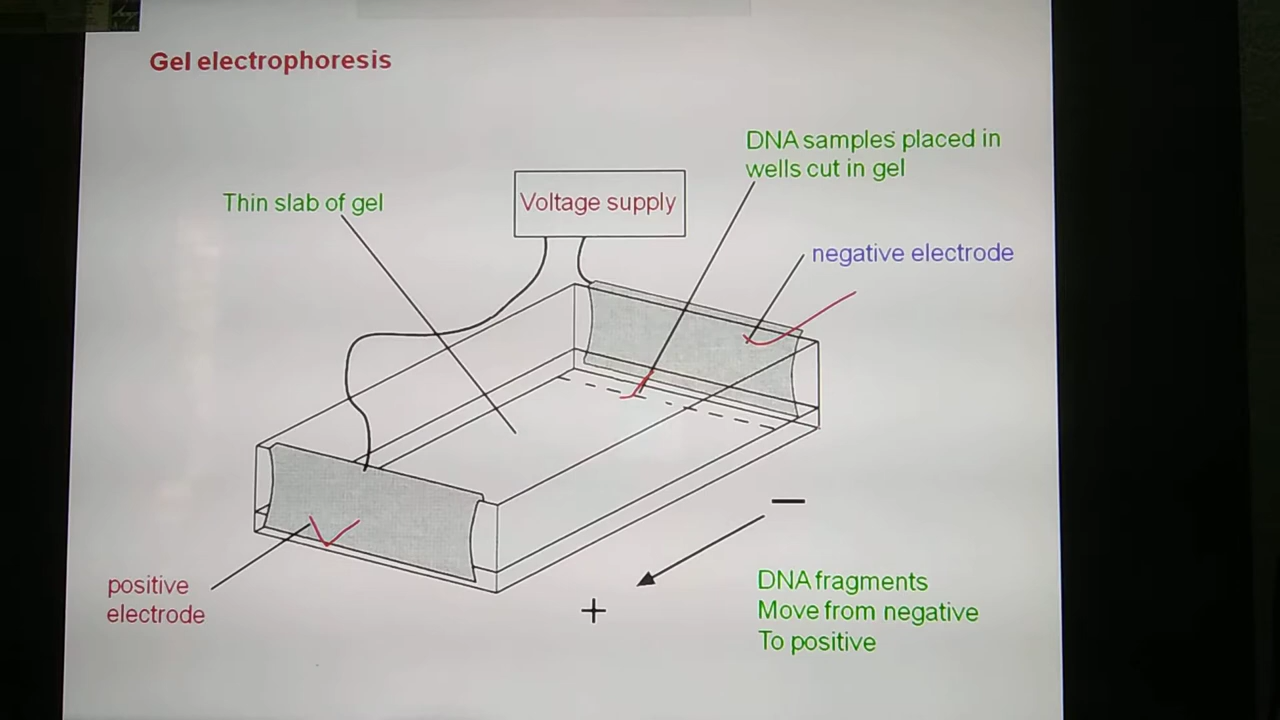 Gel electrophoresis
DNA samples placed in
wells cut in gel
Thin slab of gel
Voltage supply
negative electrode
positive
electrode
−
+
DNA fragments
Move from negative
To positive